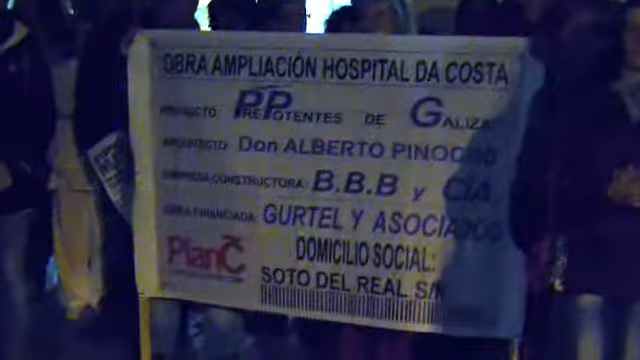 OBRA AMPLIACIÓN HOSPITAL DA COSTA
PROYECTO: PREPOTENTES DE GALIZA
ARQUITECTO: Don ALBERTO PINOCHO
EMPRESA CONSTRUCTORA: B.B.B y CIA.
OBRA FINANCIADA: GURTEL Y ASOCIADOS
PlanC
DOMICILIO SOCIAL:
SOTO DEL REAL S/N